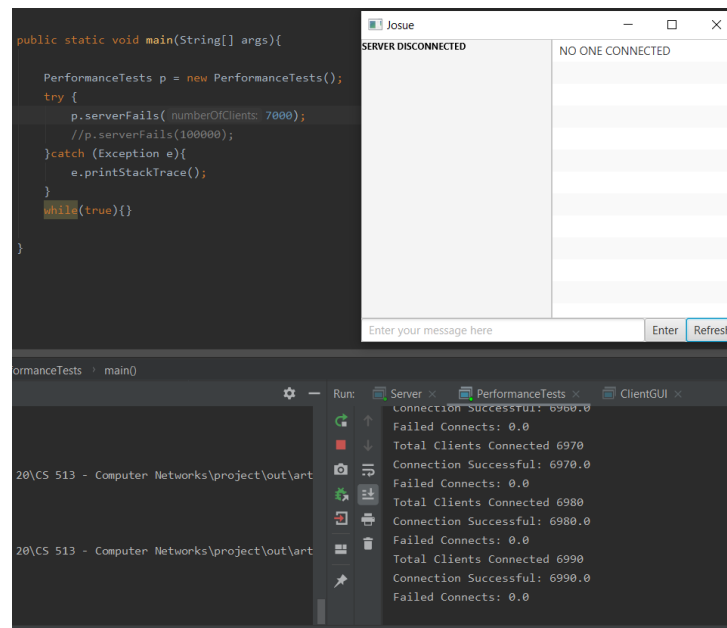 public static void main(String[] args){
PerformanceTests p = new PerformanceTests();
try {
p.serverFails( numberOfClients: 7000);
//p.serverFails(100000);
}catch (Exception e){
e.printStackTrace();
}
while(true){}
}
Josue
SERVER DISCONNECTED
NO ONE CONNECTED
Enter your message here
Enter
Refresh
ormanceTests › main()
Run:
Server ×
PerformanceTests ×
ClientGUI ×
20\CS 513 - Computer Networks\project\out\art
20\CS 513 - Computer Networks\project\out\art
Connection Successful: 6960.0
Failed Connects: 0.0
Total Clients Connected 6970
Connection Successful: 6970.0
Failed Connects: 0.0
Total Clients Connected 6980
Connection Successful: 6980.0
Failed Connects: 0.0
Total Clients Connected 6990
Connection Successful: 6990.0
Failed Connects: 0.0